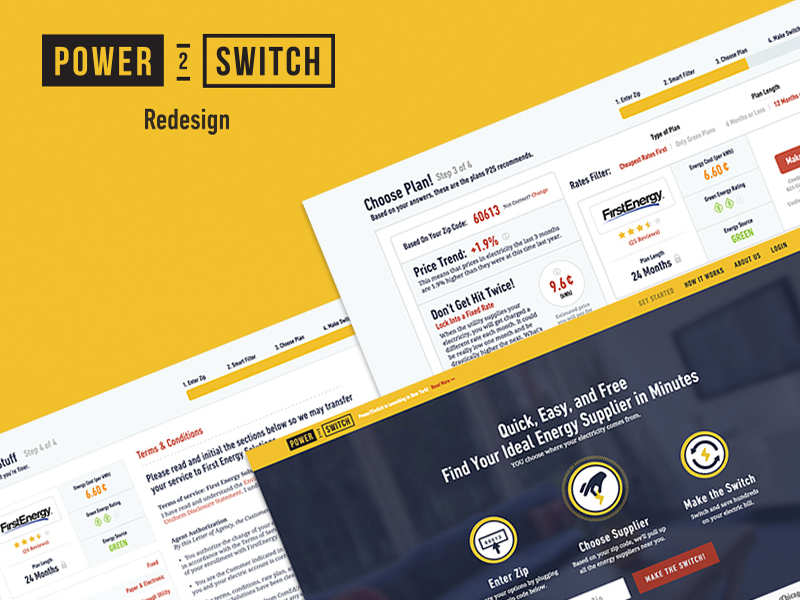 POWER 2 SWITCH
Redesign
1. Enter Zip
2. Smart Filter
3. Choose Plan
4. Make Switch
Choose Plan! Step 3 of 4
Based on your answers, these are the plans P2S recommends.
Based On Your Zip Code: 60613 Not Correct? Change
Price Trend: +1.9%
This means that prices in electricity the last 3 months
are 1.9% higher than they were at this time last year.
Don't Get Hit Twice!
Lock Into a Fixed Rate
When the utility supplies your
electricity, you will get charged a
different rate each month. It could
be really low one month and be
drastically higher the next. What's
9.6¢
(kWh)
Estimated price
you will pay for
Rates Filter:
Type of Plan
Cheapest Rates First
Only Green Plans
Plan Length
6 Months or Less
12 Months
FirstEnergy
(25 Reviews)
Plan Length
24 Months
Energy Cost (per kWh)
6.60¢
Green Energy Rating
Energy Source
GREEN
Mak
1. Enter Zip
2. Smart Filter
3. Choose Plan
4. Make Swit
Stuff Step 4 of 4
FirstEnergy
(25 Reviews)
Plan Length
24 Months
Energy Cost (per kWh)
6.60¢
Green Energy Rating
Energy Source
GREEN
Fixed
Paper & Electronic
Terms & Conditions
Please read and initial the sections below so we may transfer
your service to First Energy Solutions
Terms of service: First Energy Sol
I have read and understand the
Uniform Disclosure Statement. I und
Agent Authorization
By this Letter of Agency, the Custome
You authorize the change of your
in accordance with the Terms of Serv
of your enrollment with FirstEnergy
You are the Customer indicated in
and your electric account is con
POWER 2 SWITCH
Power2Switch is launching in New York! Read More >>
GET STARTED
HOW IT WORKS
ABOUT US
LOGIN
Quick, Easy, and Free
Find Your Ideal Energy Supplier in Minutes
YOU choose where your electricity comes from.
60613
Enter Zip
your options by plugging
zip code below.
Choose Supplier
Based on your zip code, we'll pull up
all the energy suppliers near you.
Make the Switch
Switch and save hundreds
on your electric bill.
MAKE THE SWITCH!